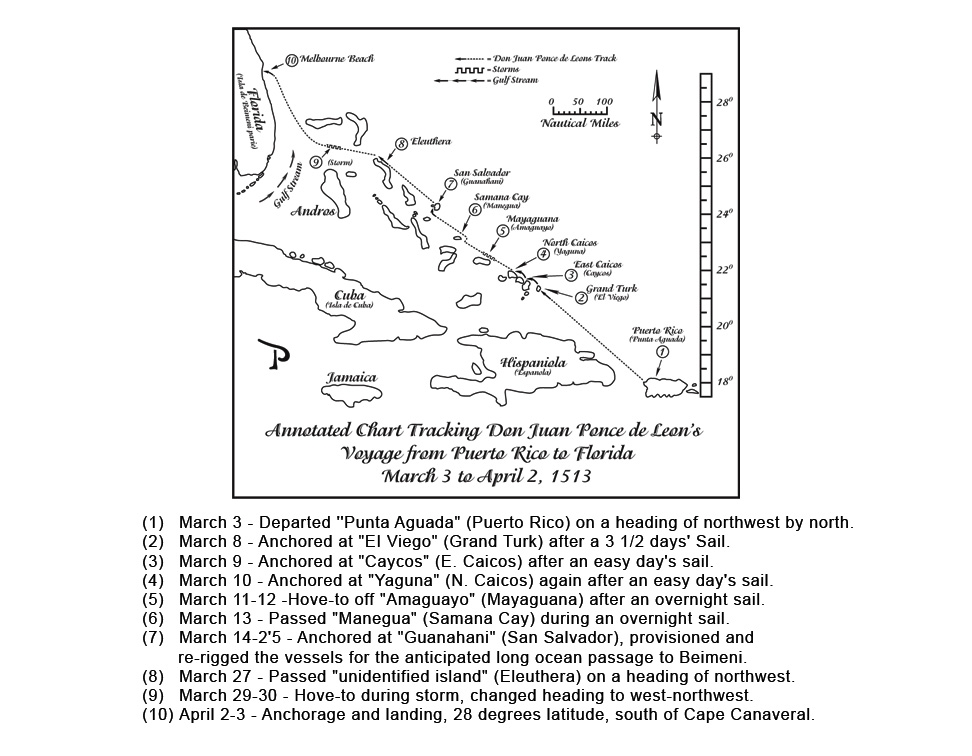 ⑩ Melbourne Beach
Don Juan Ponce de Leons Track
Storms
Gulf Stream
0 50 100
Nautical Miles
N
28°
26°
24°
22°
20°
18°
Florida
(Isla de Beimeni parte)
⑧ Eleuthera
⑨ (Storm)
Gulf Stream
San Salvador
⑦ (Guanahani)
Samana Cay
⑥ (Manegua)
Andros
Mayaguana
⑤ (Amaguayo)
North Caicos
④ (Yaguna)
East Caicos
③ (Caycos)
Grand Turk
② (El Viego)
Cuba
(Isla de Cuba)
Puerto Rico
(Punta Aguada)
①
P
Hispaniola
(Espanola)
Jamaica
Annotated Chart Tracking Don Juan Ponce de Leon's
Voyage from Puerto Rico to Florida
March 3 to April 2, 1513
(1) March 3 - Departed "Punta Aguada" (Puerto Rico) on a heading of northwest by north.
(2) March 8 - Anchored at "El Viego" (Grand Turk) after a 3 1/2 days' Sail.
(3) March 9 - Anchored at "Caycos" (E. Caicos) after an easy day's sail.
(4) March 10 - Anchored at "Yaguna" (N. Caicos) again after an easy day's sail.
(5) March 11-12 -Hove-to off "Amaguayo" (Mayaguana) after an overnight sail.
(6) March 13 - Passed "Manegua" (Samana Cay) during an overnight sail.
(7) March 14-2'5 - Anchored at "Guanahani" (San Salvador), provisioned and
re-rigged the vessels for the anticipated long ocean passage to Beimeni.
(8) March 27 - Passed "unidentified island" (Eleuthera) on a heading of northwest.
(9) March 29-30 - Hove-to during storm, changed heading to west-northwest.
(10) April 2-3 - Anchorage and landing, 28 degrees latitude, south of Cape Canaveral.